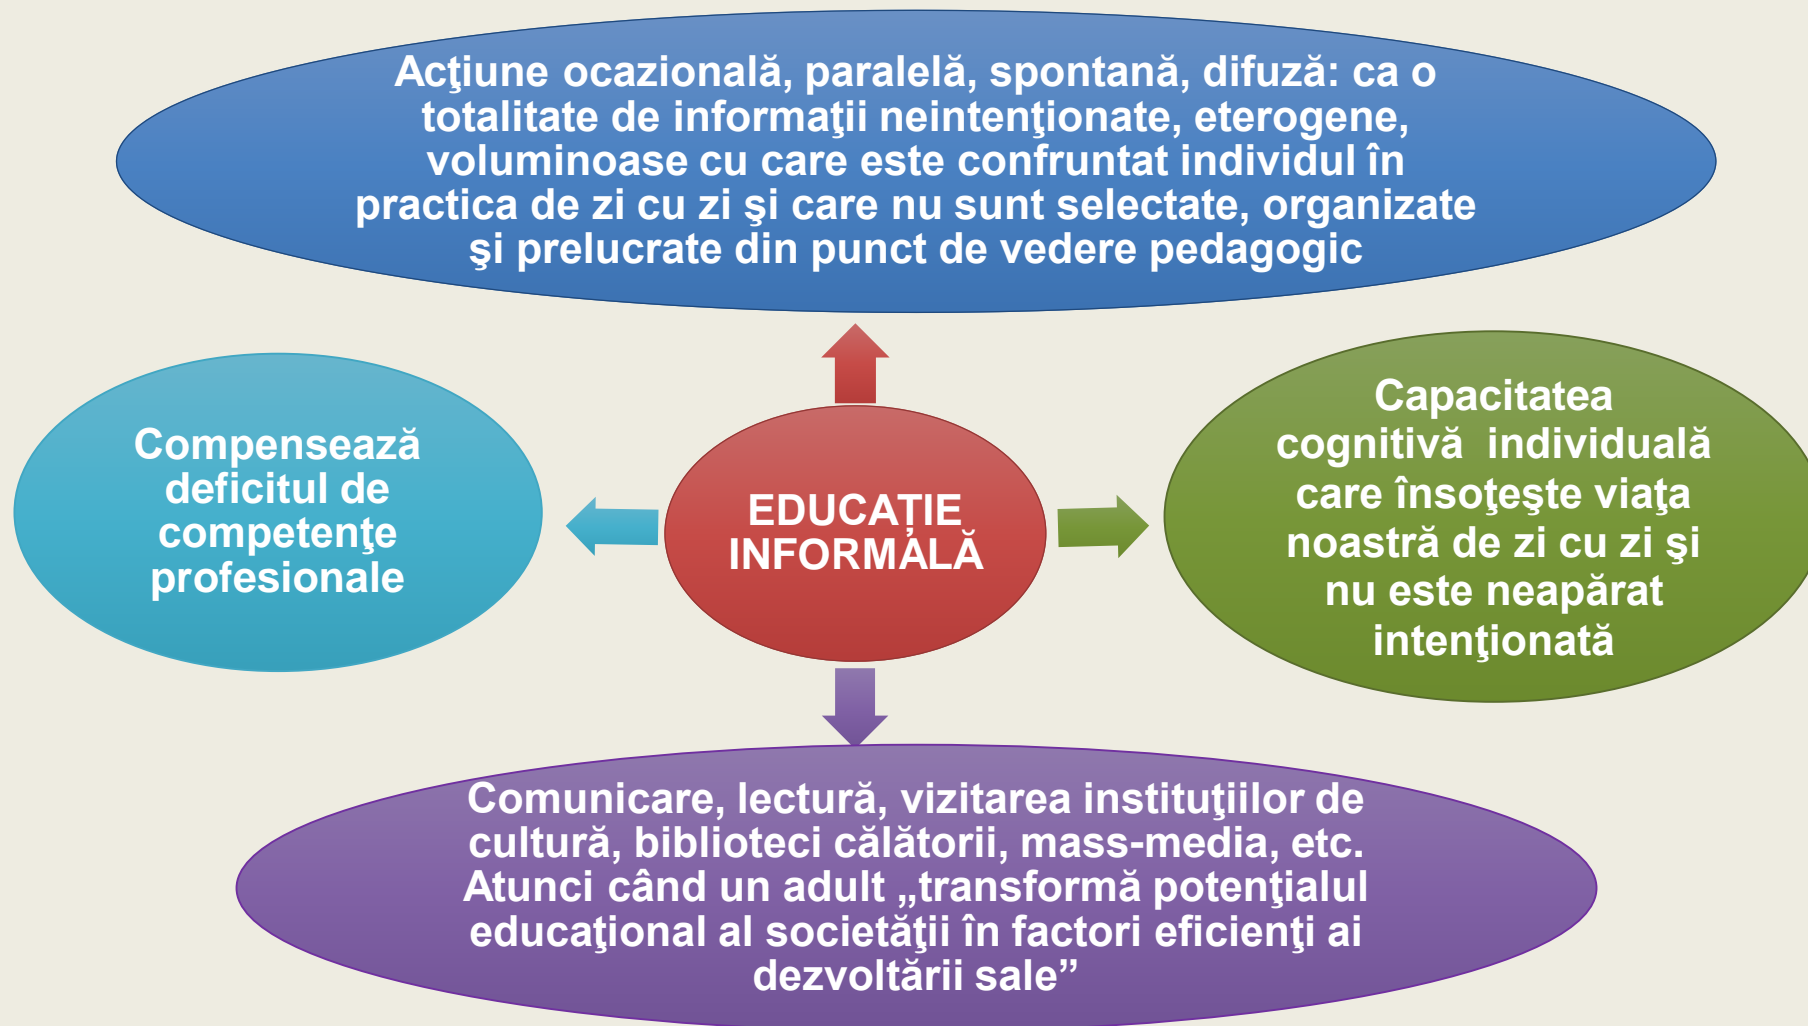 Acţiune ocazională, paralelă, spontană, difuză: ca o
totalitate de informaţii neintenţionate, eterogene,
voluminoase cu care este confruntat individul în
practica de zi cu zi şi care nu sunt selectate, organizate
şi prelucrate din punct de vedere pedagogic
Compensează
deficitul de
competenţe
profesionale
EDUCAȚIE
INFORMALĂ
Capacitatea
cognitivă  individuală
care însoţeşte viaţa
noastră de zi cu zi şi
nu este neapărat
intenţionată
Comunicare, lectură, vizitarea instituţiilor de
cultură, biblioteci călătorii, mass-media, etc.
Atunci când un adult „transformă potenţialul
educaţional al societăţii în factori eficienţi ai
dezvoltării sale”